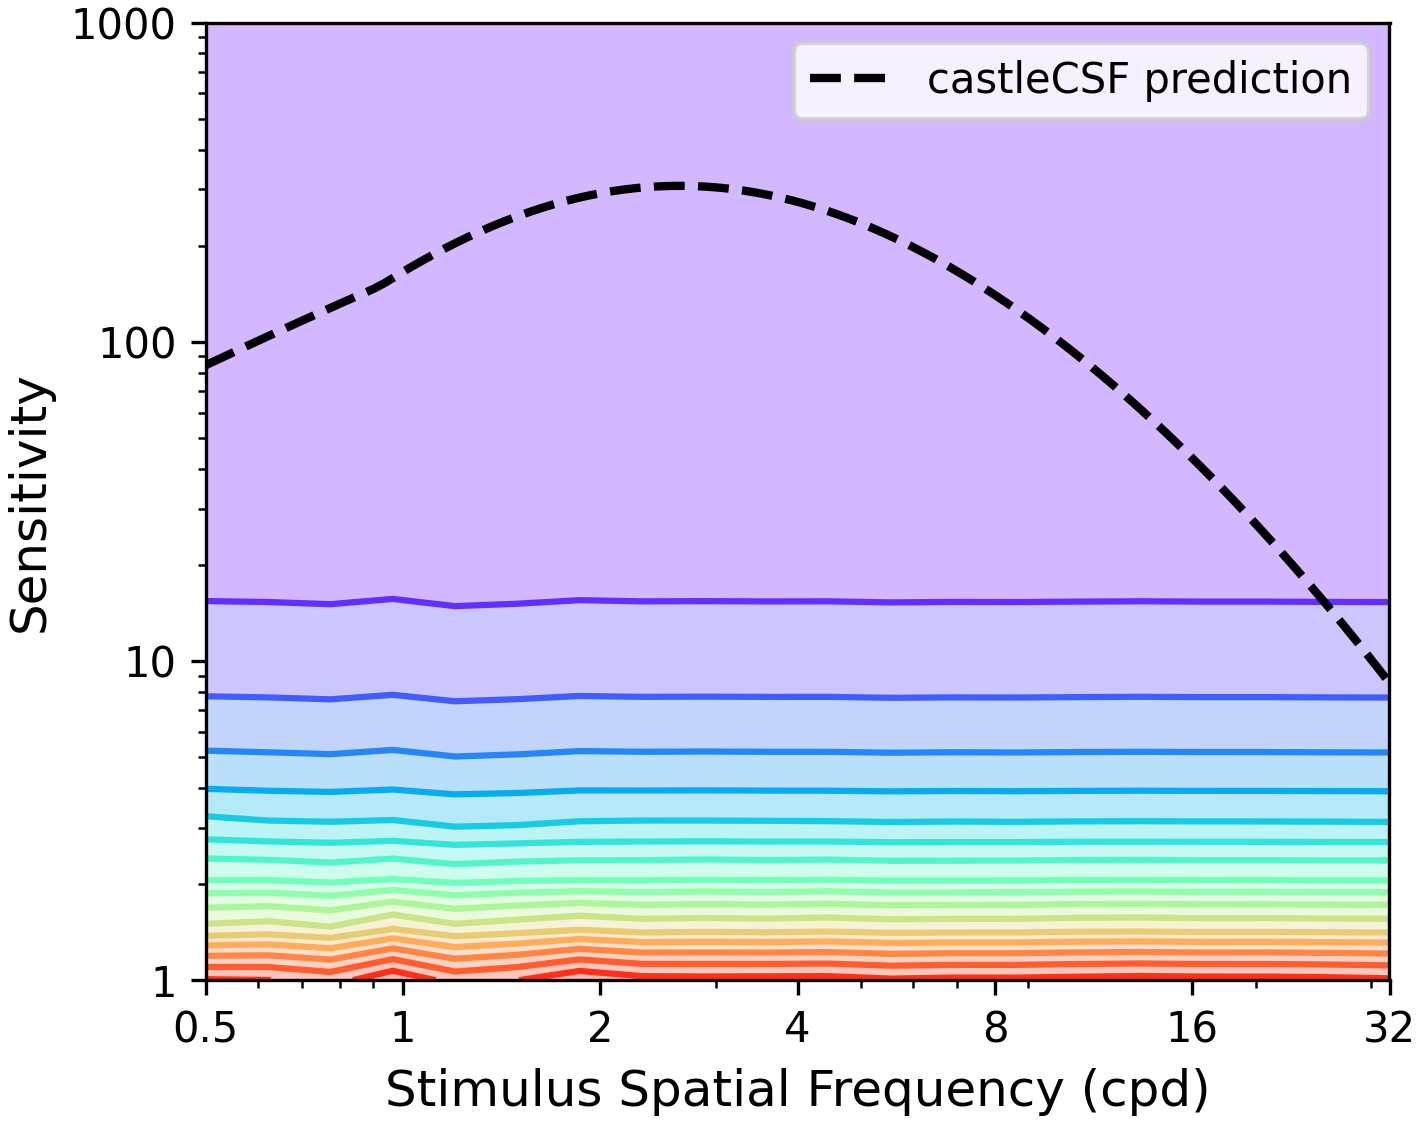 1000
100
10
1
Sensitivity
castleCSF prediction
0.5 1 2 4 8 16 32
Stimulus Spatial Frequency (cpd)